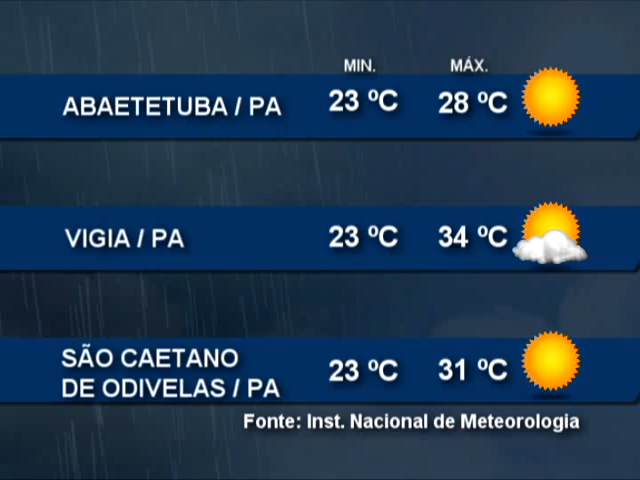 MIN. MÁX.
ABAETETUBA / PA 23 ºC 28 ºC
VIGIA / PA 23 ºC 34 ºC
SÃO CAETANO
DE ODIVELAS / PA 23 ºC 31 ºC
Fonte: Inst. Nacional de Meteorologia